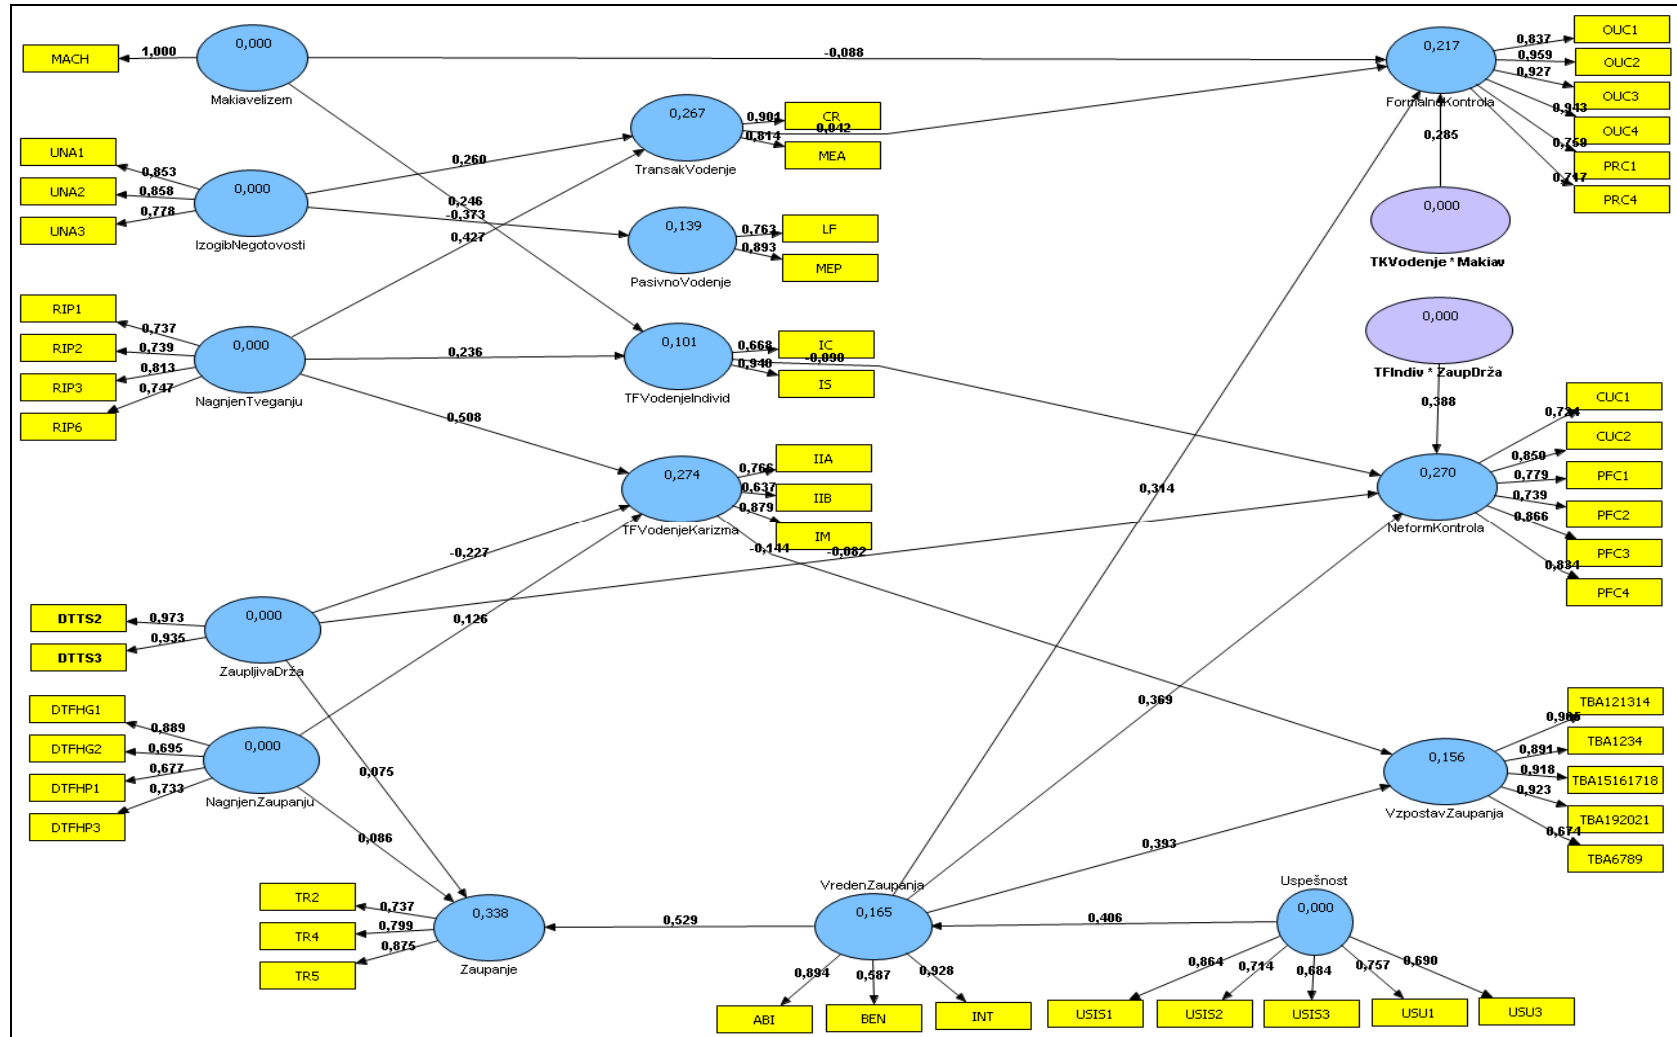 0,000
MACH
1,000
Makiavelizem
-0,088
0,217
FormalnoKontrola
0,837
OUC1
0,959
OUC2
0,927
OUC3
0,943
OUC4
0,759
PRC1
0,717
PRC4
0,285
0,267
TransakVodenje
0,901
CR
0,042
0,814
MEA
UNA1
0,853
UNA2
0,858
UNA3
0,778
0,000
IzogibNegotovosti
0,260
0,246
-0,373
0,427
0,139
PasivnoVodenje
0,763
LF
0,893
MEP
0,000
TKVodenje * Makiav
0,000
TFIndiv * ZaupDrža
0,388
RIP1
0,737
RIP2
0,739
RIP3
0,813
RIP6
0,747
0,000
NagnjenTveganju
0,236
0,508
0,101
TFVodenjeIndivid
0,668
IC
-0,090
0,940
IS
0,274
TFVodenjeKarizma
0,766
IIA
0,637
IIB
0,879
IM
0,314
0,270
NeformKontrola
CUC1
CUC2
0,850
PFC1
0,779
PFC2
0,739
PFC3
0,866
PFC4
0,834
-0,227
-0,144
-0,082
0,126
DTTS2
0,973
DTTS3
0,935
0,000
ZaupljivaDrža
DTFHG1
0,889
DTFHG2
0,695
DTFHP1
0,677
DTFHP3
0,733
0,000
NagnjenZaupanju
0,075
0,086
0,369
0,393
0,156
VzpostavZaupanja
TBA121314
TBA1234
0,891
TBA15161718
0,918
TBA192021
0,923
TBA6789
0,674
TR2
0,737
TR4
0,799
TR5
0,875
0,338
Zaupanje
0,529
VredenZaupanja
0,165
0,406
Uspešnost
0,000
0,894
0,587
0,928
ABI
BEN
INT
0,864
0,714
0,684
0,757
0,690
USIS1
USIS2
USIS3
USU1
USU3